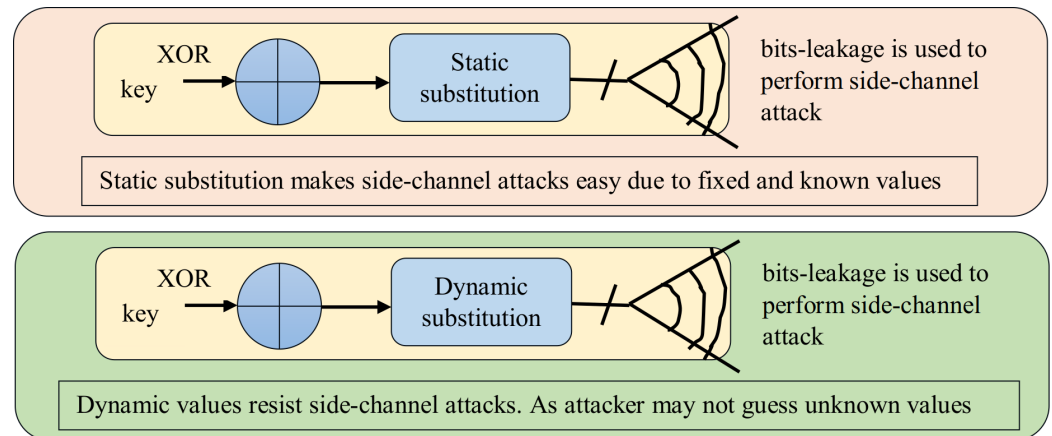 XOR
key
Static
substitution
bits-leakage is used to
perform side-channel
attack
Static substitution makes side-channel attacks easy due to fixed and known values
XOR
key
Dynamic
substitution
bits-leakage is used to
perform side-channel
attack
Dynamic values resist side-channel attacks. As attacker may not guess unknown values